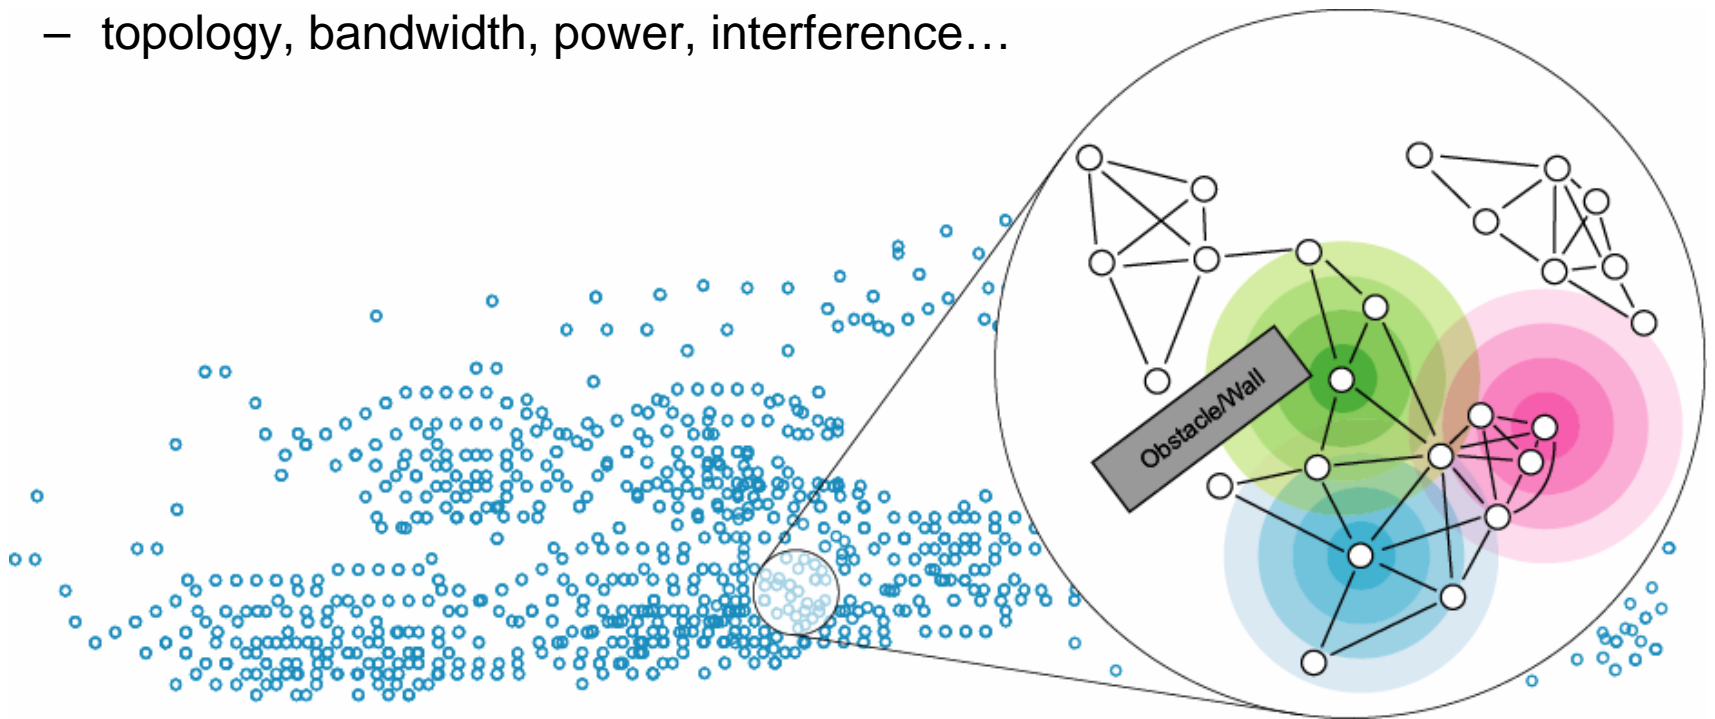 – topology, bandwidth, power, interference…
Obstacle/Wall